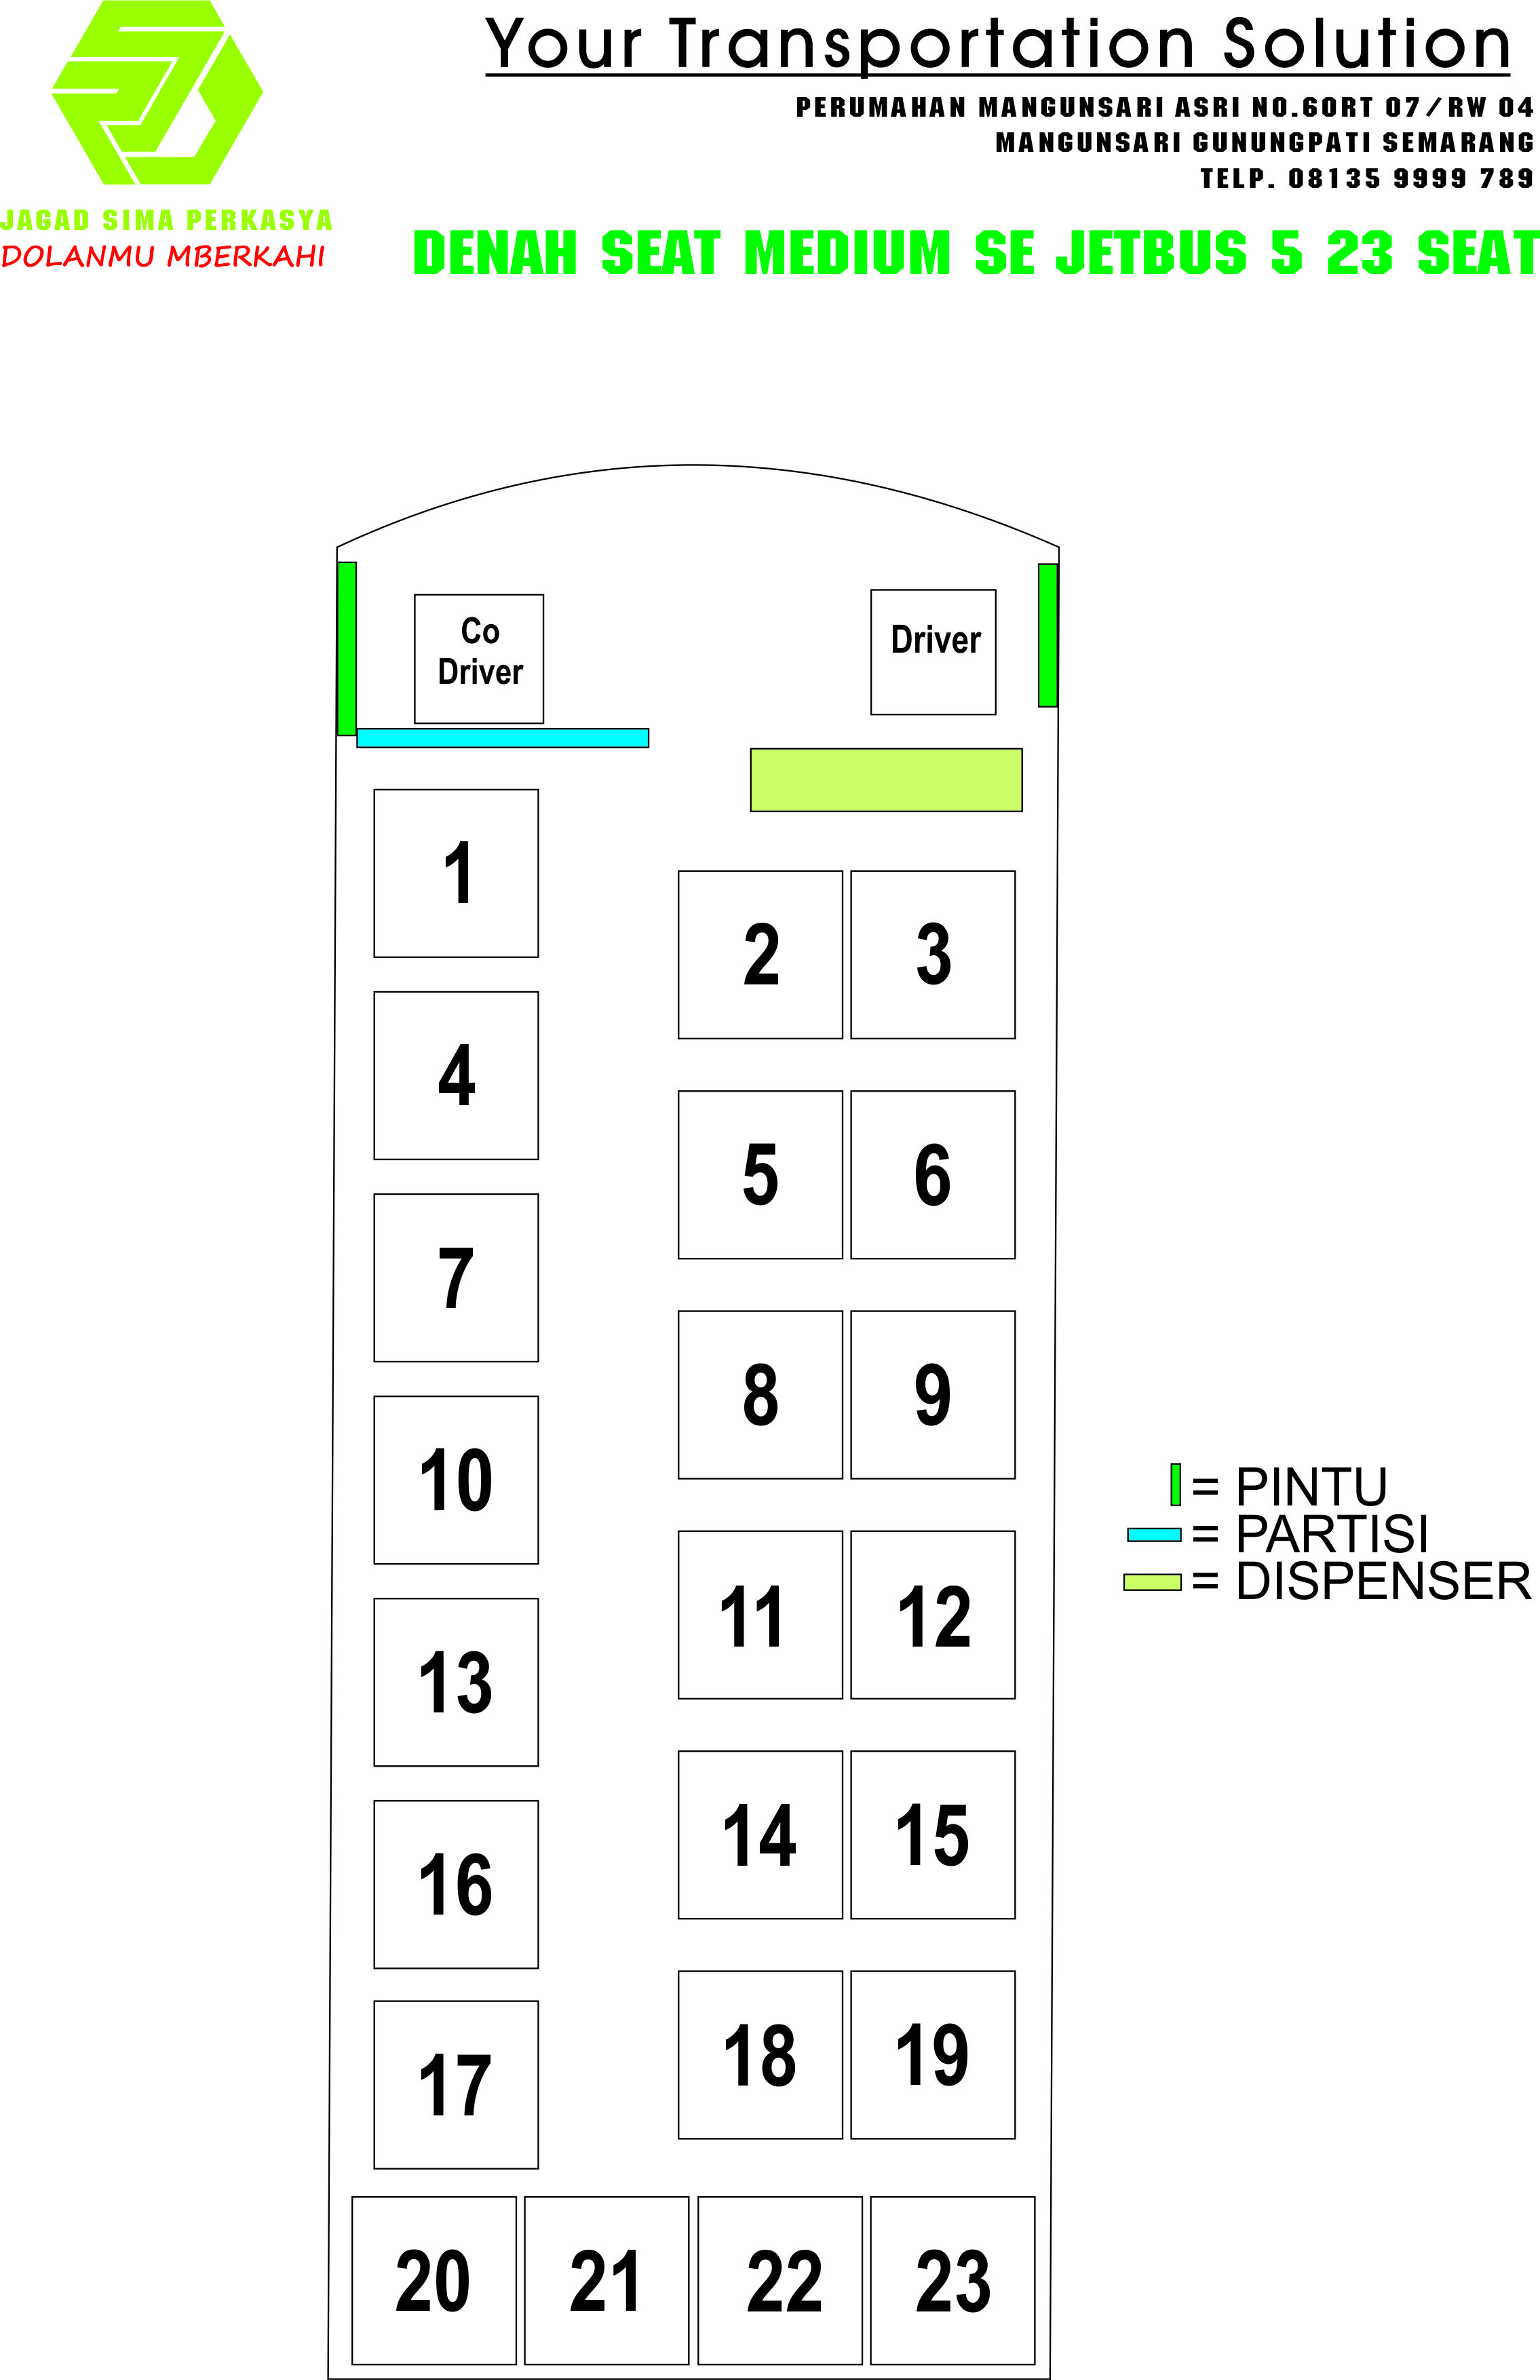 Your Transportation Solution
PERUMAHAN MANGUNSARI ASRI NO.60RT 07/RW 04
MANGUNSARI GUNUNGPATI SEMARANG
TELP. 08135 9999 789
JAGAD SIMA PERKASYA
DOLANMU MBERKAHI
DENAH SEAT MEDIUM SE JETBUS 5 23 SEAT
Co
Driver
Driver
1
2 3
4
5 6
7
8 9
10
11 12
13
14 15
16
17
18 19
20 21 22 23
= PINTU
= PARTISI
= DISPENSER